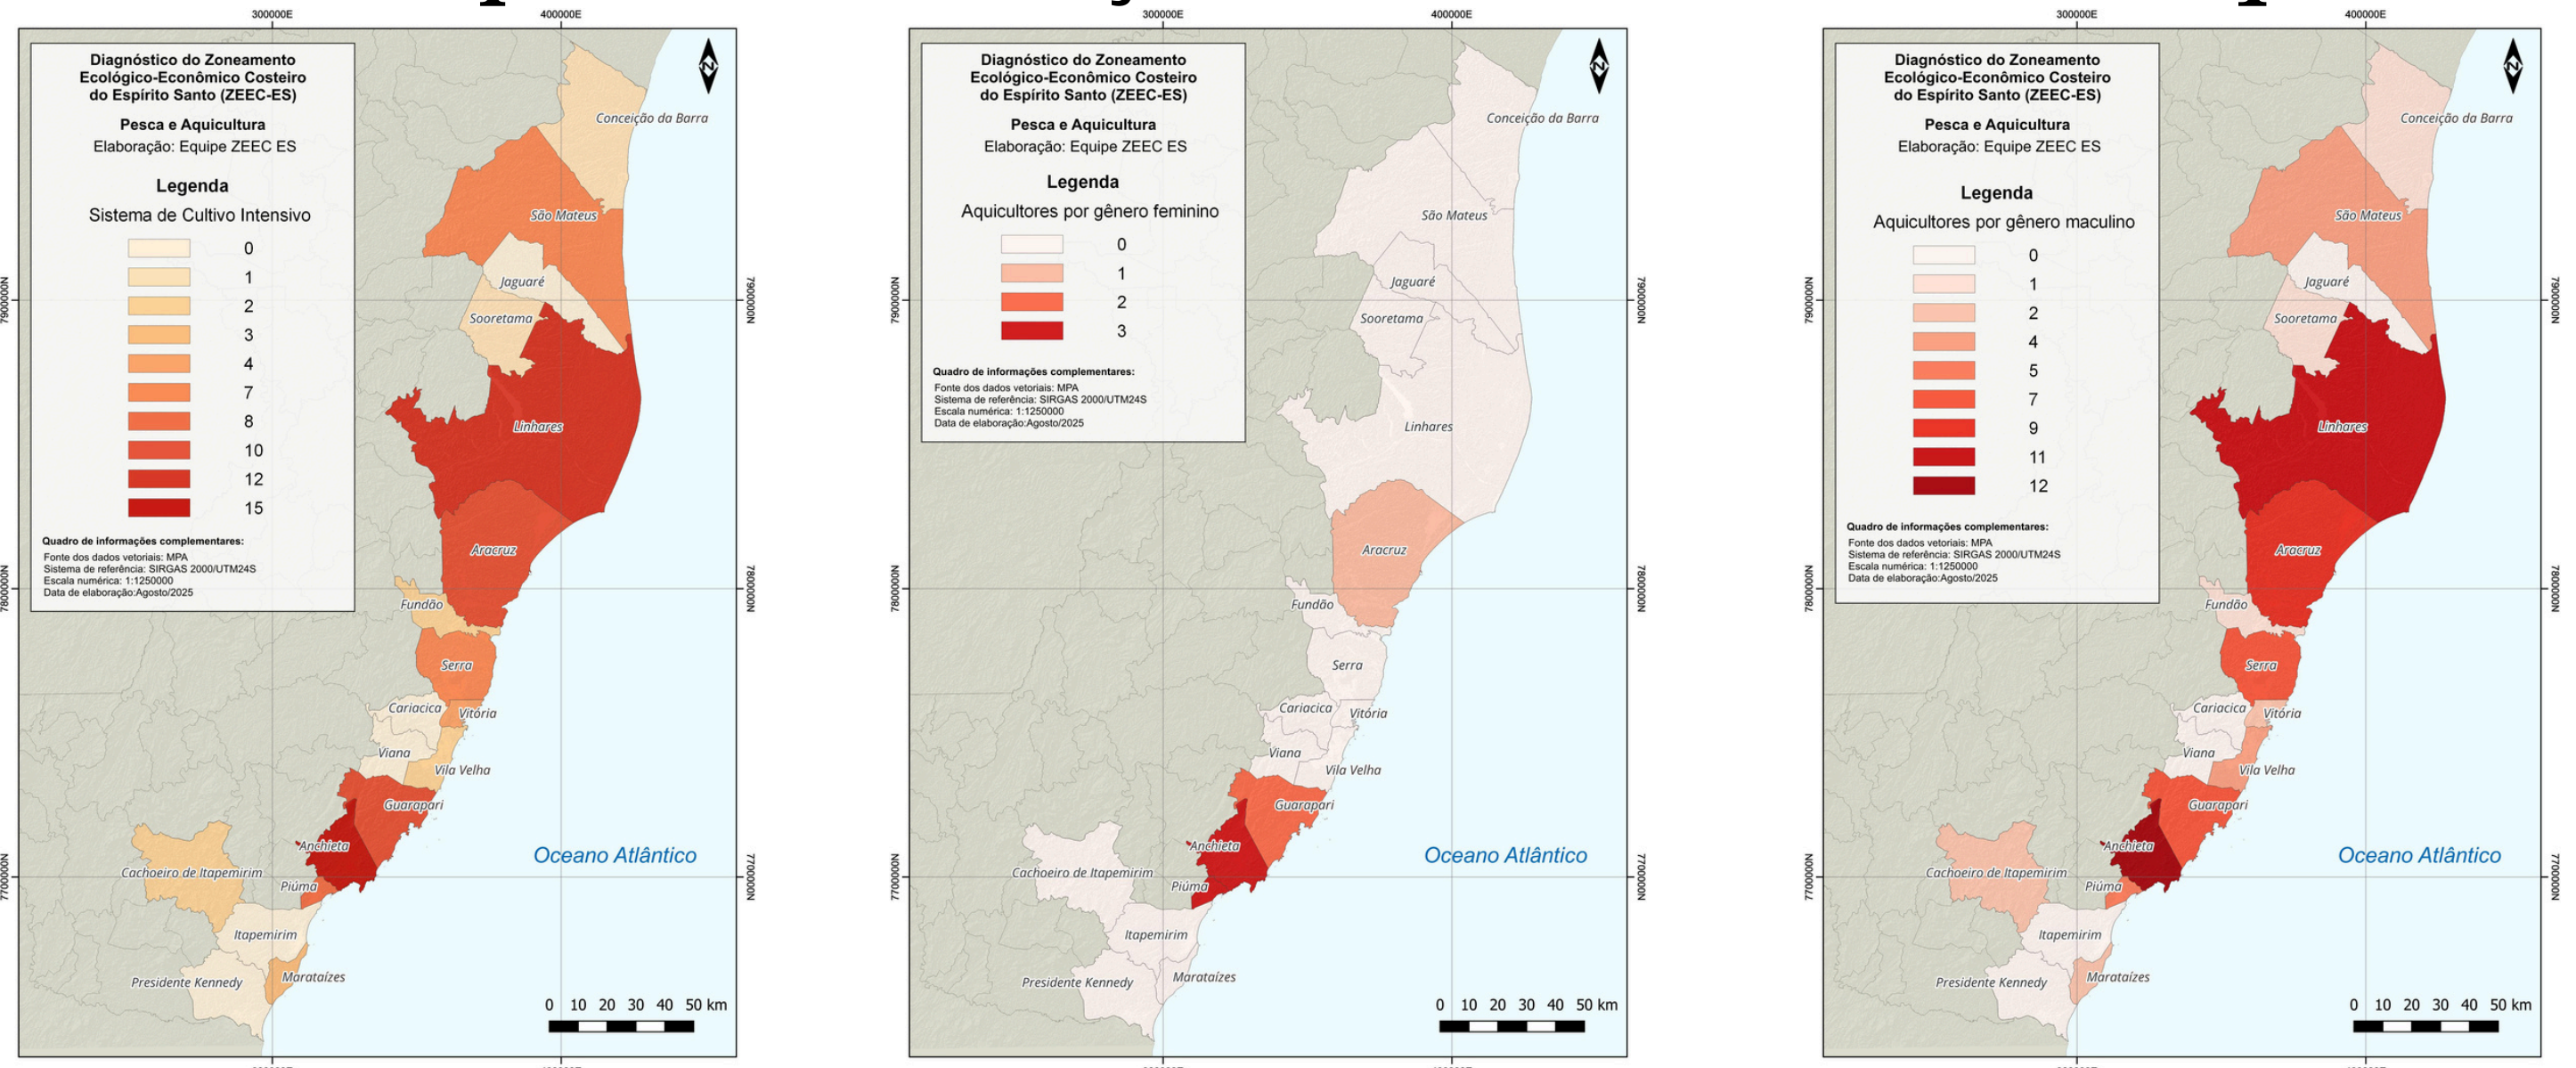 300000E 400000E
Diagnóstico do Zoneamento
Ecológico-Econômico Costeiro
do Espírito Santo (ZEEC-ES)
Pesca e Aquicultura
Elaboração: Equipe ZEEC ES
Legenda
Sistema de Cultivo Intensivo
0
1
2
3
4
7
8
10
12
15
Quadro de informações complementares:
Fonte dos dados vetoriais: MPA
Sistema de referência: SIRGAS 2000/UTM24S
Escala numérica: 1:1250000
Data de elaboração:Agosto/2025
N
Conceição da Barra
São Mateus
Jaguaré
Sooretama
Linhares
Aracruz
Fundão
Serra
Cariacica
Vitória
Viana
Vila Velha
Guarapari
Anchieta
Cachoeiro de Itapemirim
Piúma
Itapemirim
Presidente Kennedy
Marataízes
Oceano Atlântico
7900000N 7900000N
7800000N 7800000N
7700000N 7700000N
0 10 20 30 40 50 km
300000E 400000E
Diagnóstico do Zoneamento
Ecológico-Econômico Costeiro
do Espírito Santo (ZEEC-ES)
Pesca e Aquicultura
Elaboração: Equipe ZEEC ES
Legenda
Aquicultores por gênero feminino
0
1
2
3
Quadro de informações complementares:
Fonte dos dados vetoriais: MPA
Sistema de referência: SIRGAS 2000/UTM24S
Escala numérica: 1:1250000
Data de elaboração:Agosto/2025
N
Conceição da Barra
São Mateus
Jaguaré
Sooretama
Linhares
Aracruz
Fundão
Serra
Cariacica
Vitória
Viana
Vila Velha
Guarapari
Anchieta
Cachoeiro de Itapemirim
Piúma
Itapemirim
Presidente Kennedy
Marataízes
Oceano Atlântico
7900000N 7900000N
7800000N 7800000N
7700000N 7700000N
0 10 20 30 40 50 km
300000E 400000E
Diagnóstico do Zoneamento
Ecológico-Econômico Costeiro
do Espírito Santo (ZEEC-ES)
Pesca e Aquicultura
Elaboração: Equipe ZEEC ES
Legenda
Aquicultores por gênero maculino
0
1
2
4
5
7
9
11
12
Quadro de informações complementares:
Fonte dos dados vetoriais: MPA
Sistema de referência: SIRGAS 2000/UTM24S
Escala numérica: 1:1250000
Data de elaboração:Agosto/2025
N
Conceição da Barra
São Mateus
Jaguaré
Sooretama
Linhares
Aracruz
Fundão
Serra
Cariacica
Vitória
Viana
Vila Velha
Guarapari
Anchieta
Cachoeiro de Itapemirim
Piúma
Itapemirim
Presidente Kennedy
Marataízes
Oceano Atlântico
7900000N 7900000N
7800000N 7800000N
7700000N 7700000N
0 10 20 30 40 50 km